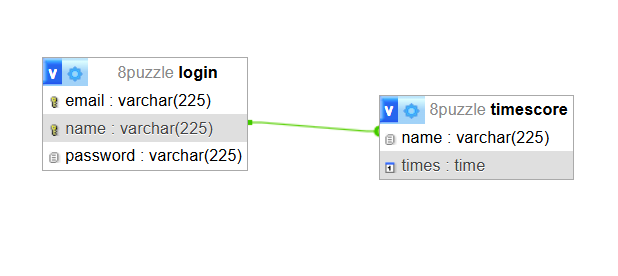 v 8puzzle login
email : varchar(225)
name : varchar(225)
password : varchar(225)
v 8puzzle timescore
name : varchar(225)
times : time